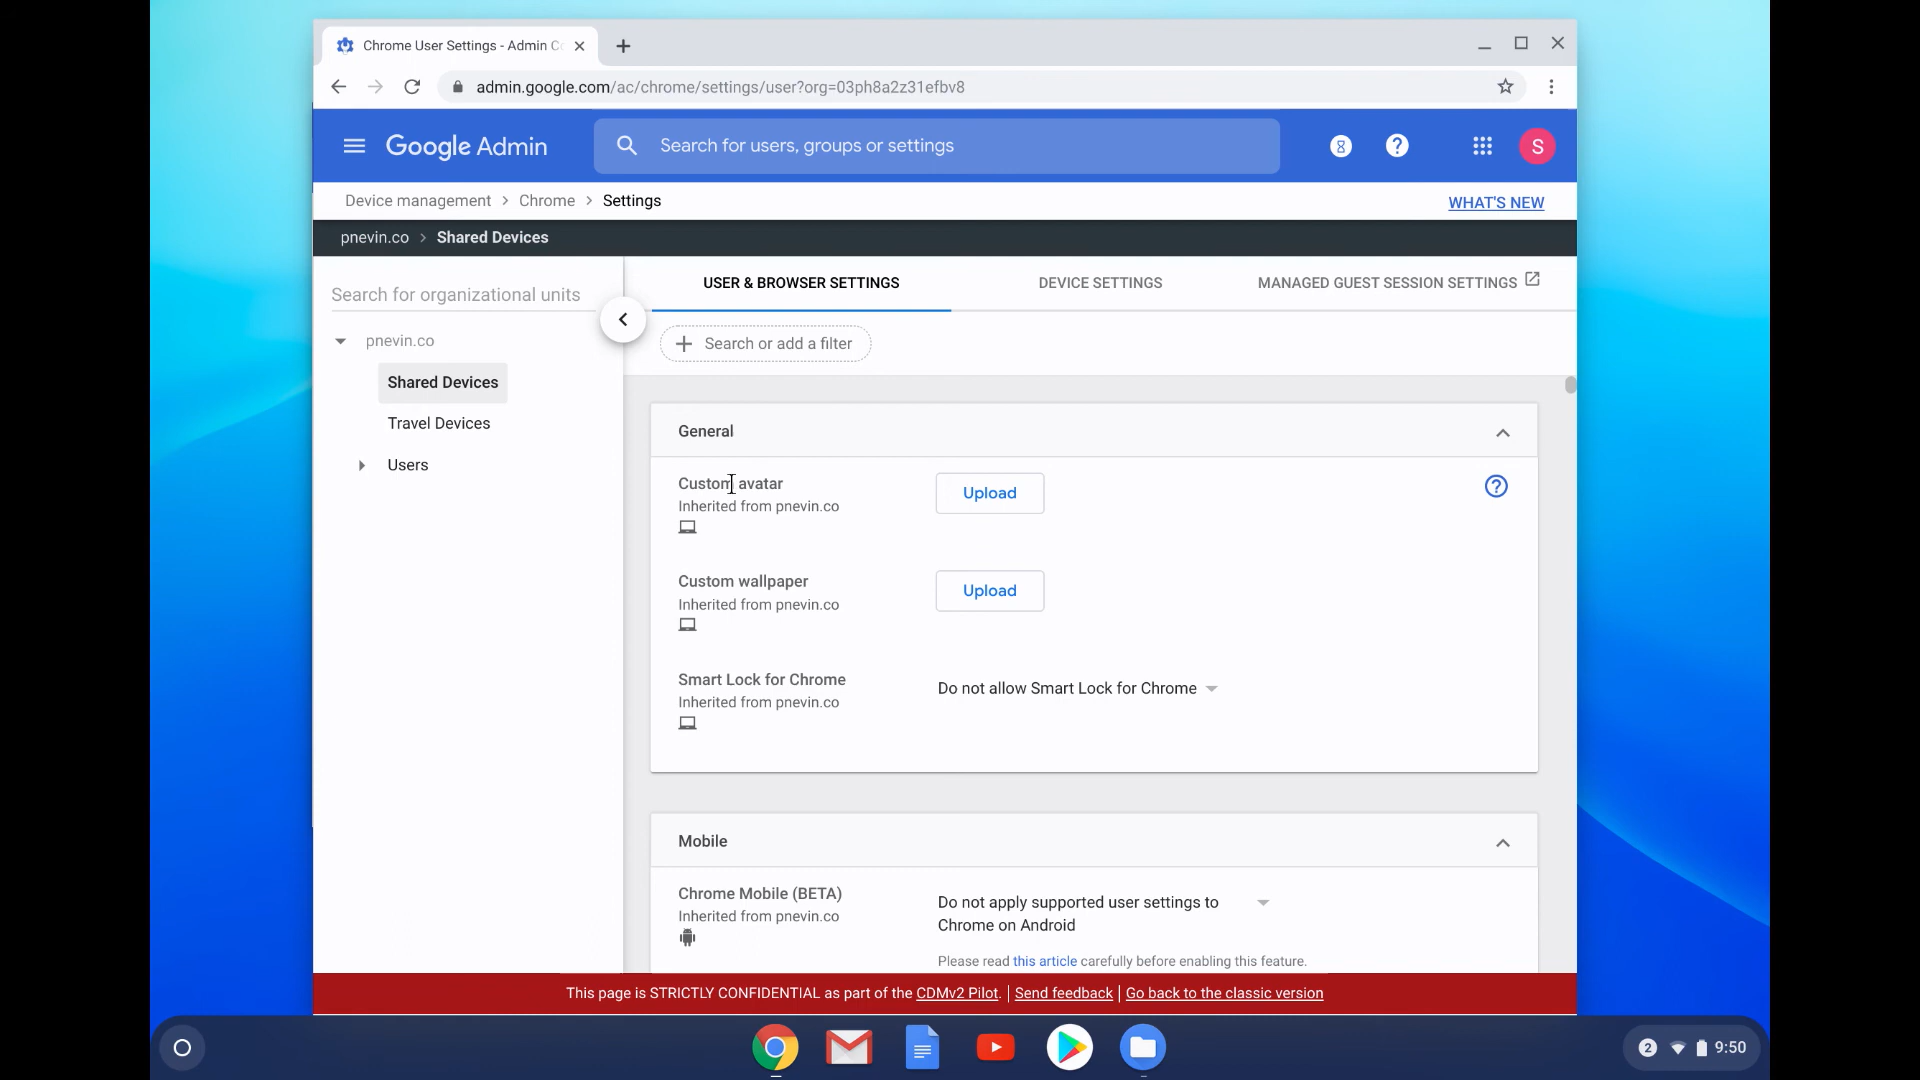 Chrome User Settings - Admin C
admin.google.com/ac/chrome/settings/user?org=03ph8a2z31efbv8
Google Admin
Search for users, groups or settings
S
Device management > Chrome > Settings
WHAT'S NEW
pnevin.co > Shared Devices
Search for organizational units
pnevin.co
Shared Devices
Travel Devices
Users
USER & BROWSER SETTINGS
DEVICE SETTINGS
MANAGED GUEST SESSION SETTINGS
Search or add a filter
General
Custom avatar
Inherited from pnevin.co
Upload
Custom wallpaper
Inherited from pnevin.co
Upload
Smart Lock for Chrome
Inherited from pnevin.co
Do not allow Smart Lock for Chrome
Mobile
Chrome Mobile (BETA)
Inherited from pnevin.co
Do not apply supported user settings to
Chrome on Android
Please read this article carefully before enabling this feature.
This page is STRICTLY CONFIDENTIAL as part of the CDMv2 Pilot. | Send feedback | Go back to the classic version
2
9:50